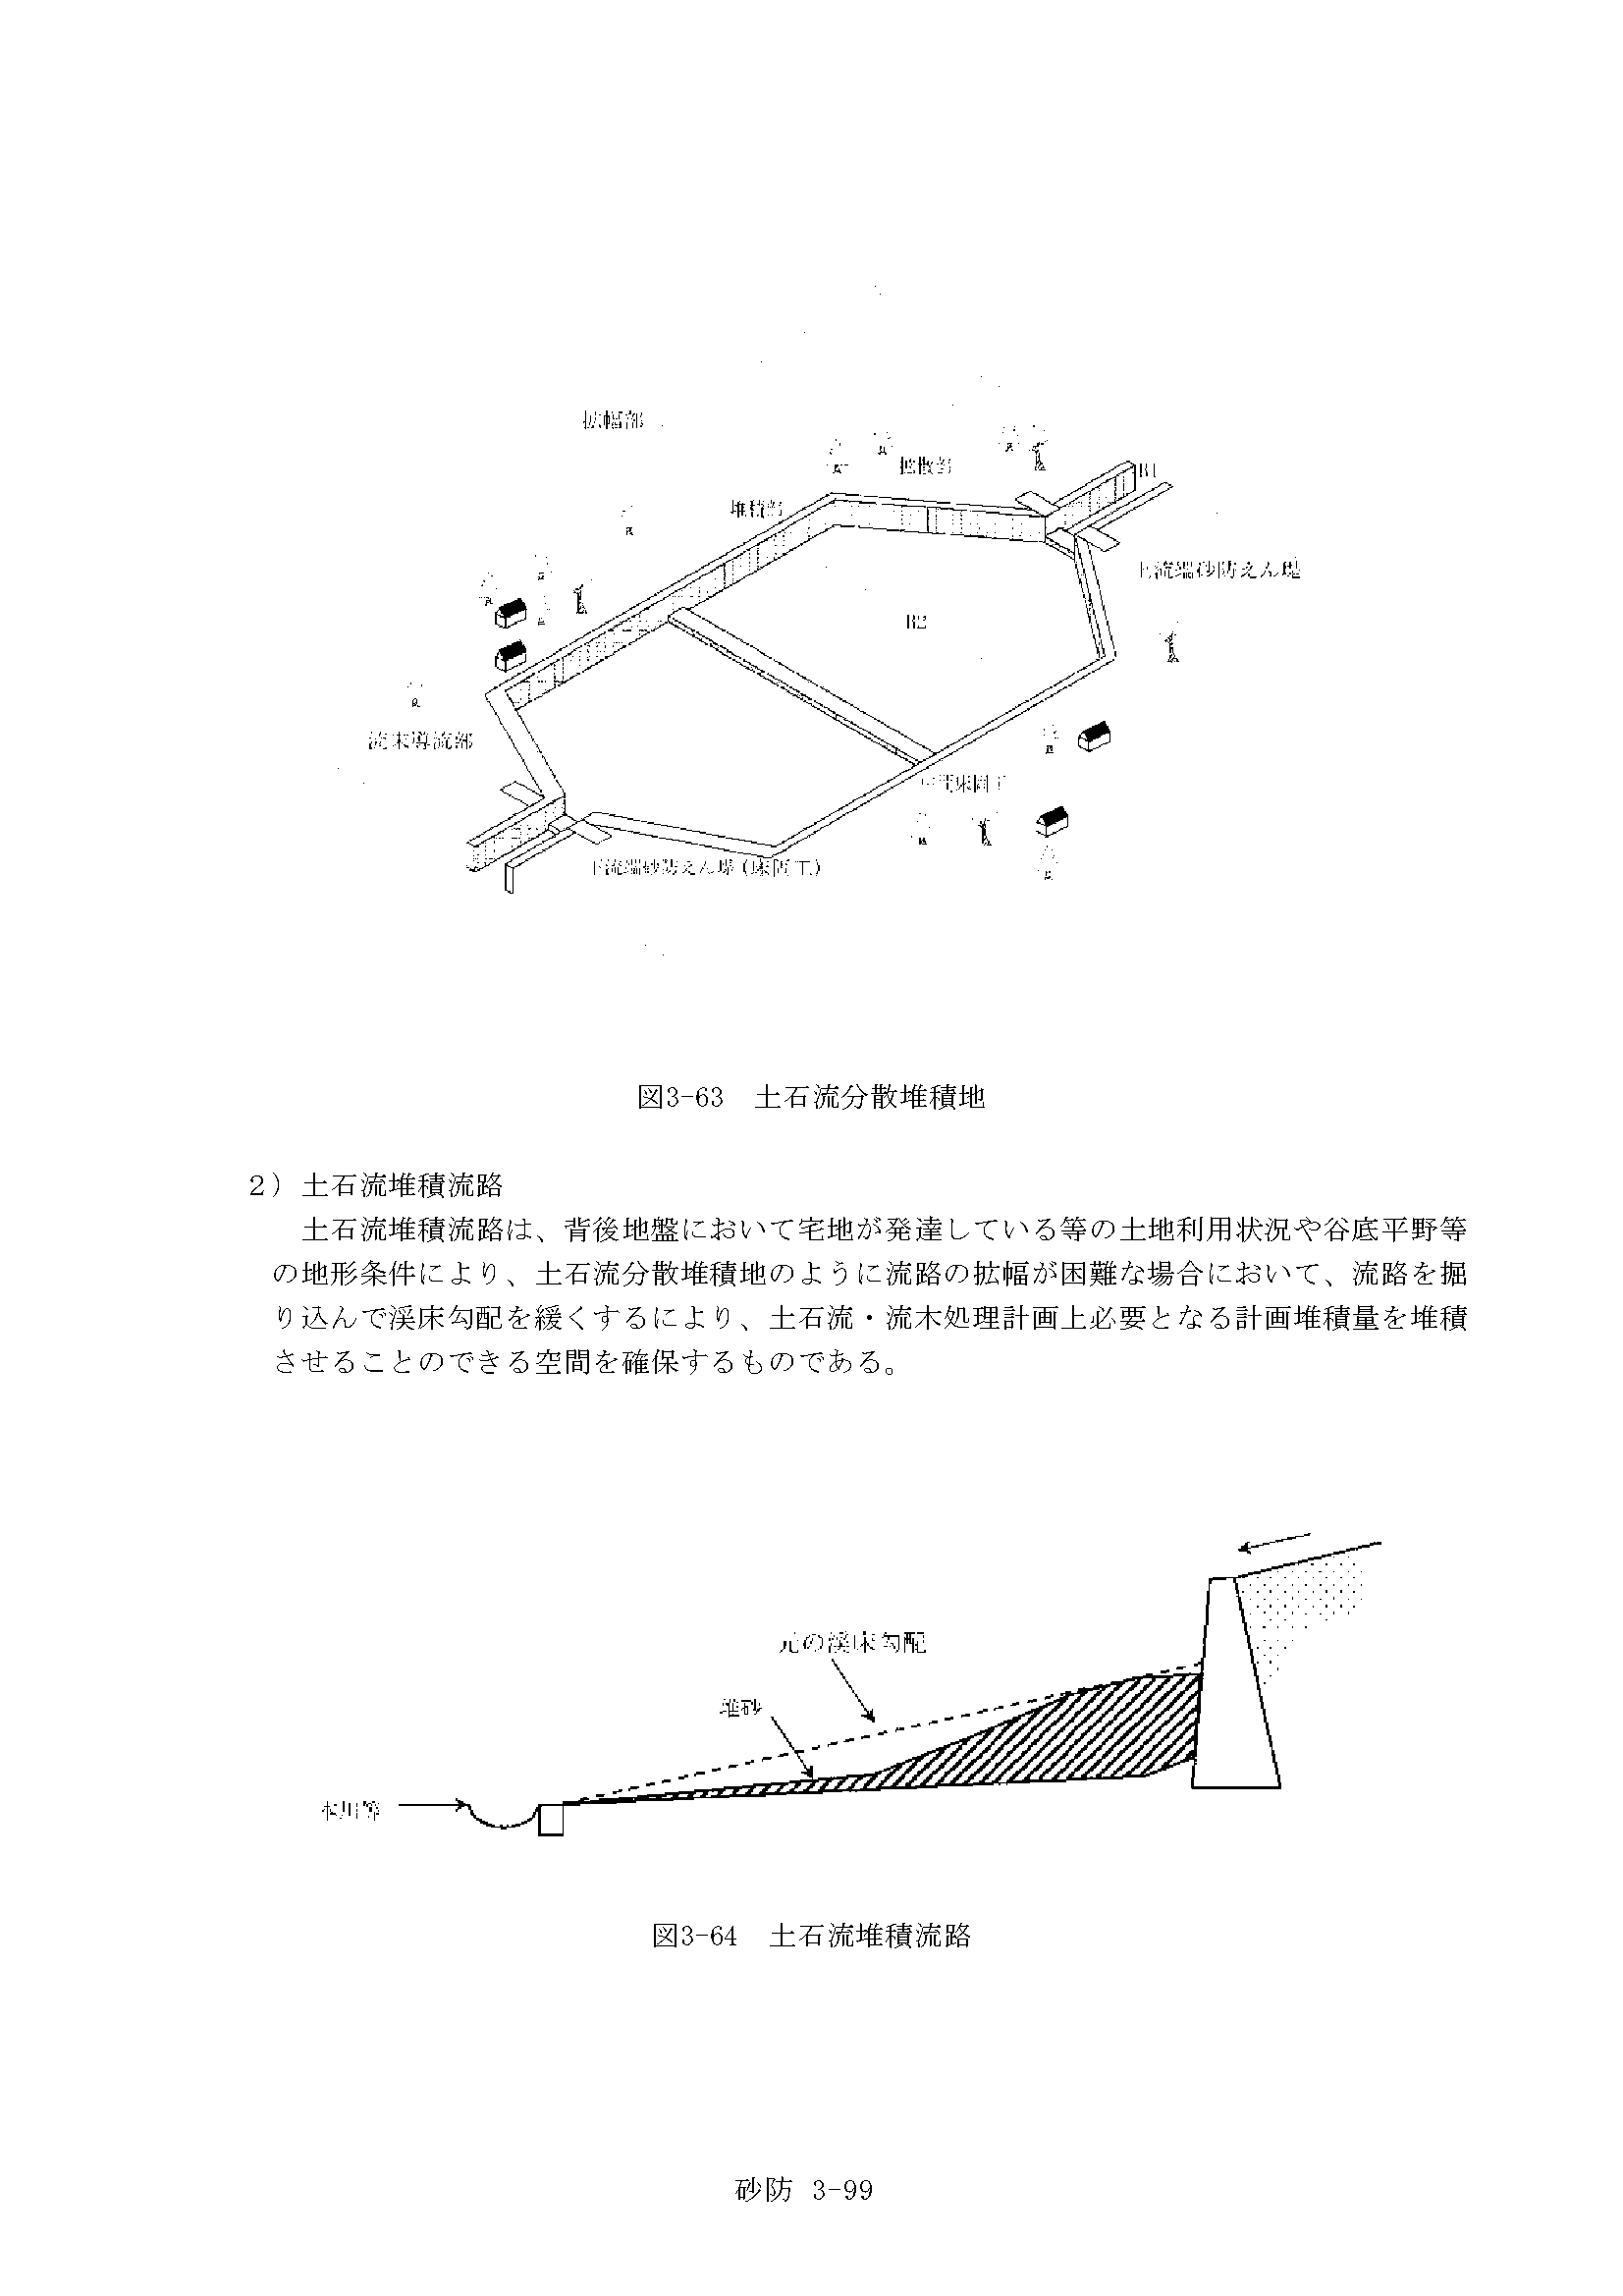 拡幅部
拡散部
B1
堆積部
上流端砂防えん堤
B2
流末導流部
中間床固工
下流端砂防えん堤(床固工)
図3-63　土石流分散堆積地
2）土石流堆積流路
土石流堆積流路は、背後地盤において宅地が発達している等の土地利用状況や谷底平野等
の地形条件により、土石流分散堆積地のように流路の拡幅が困難な場合において、流路を掘
り込んで渓床勾配を緩くするにより、土石流・流木処理計画上必要となる計画堆積量を堆積
させることのできる空間を確保するものである。
元の渓床勾配
堆砂
本川等
図3-64　土石流堆積流路
砂防 3-99